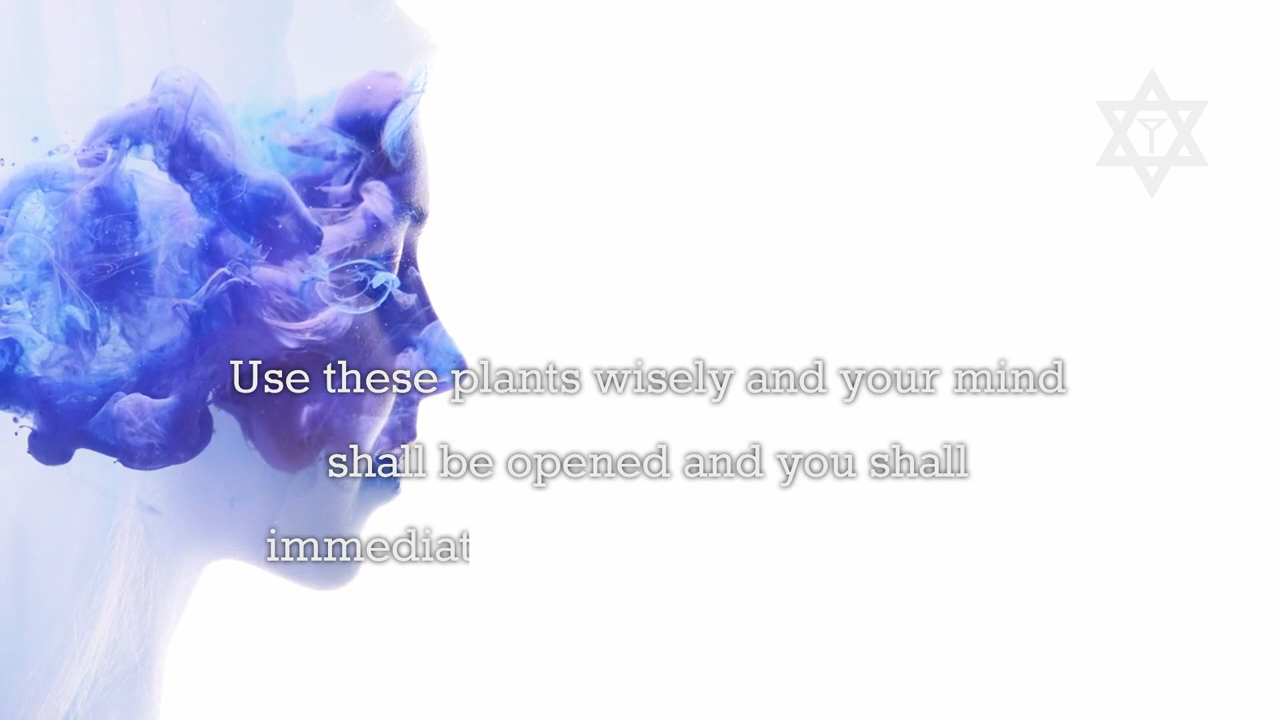 Use these plants wisely and your mind
shall be opened and you shall
immediat